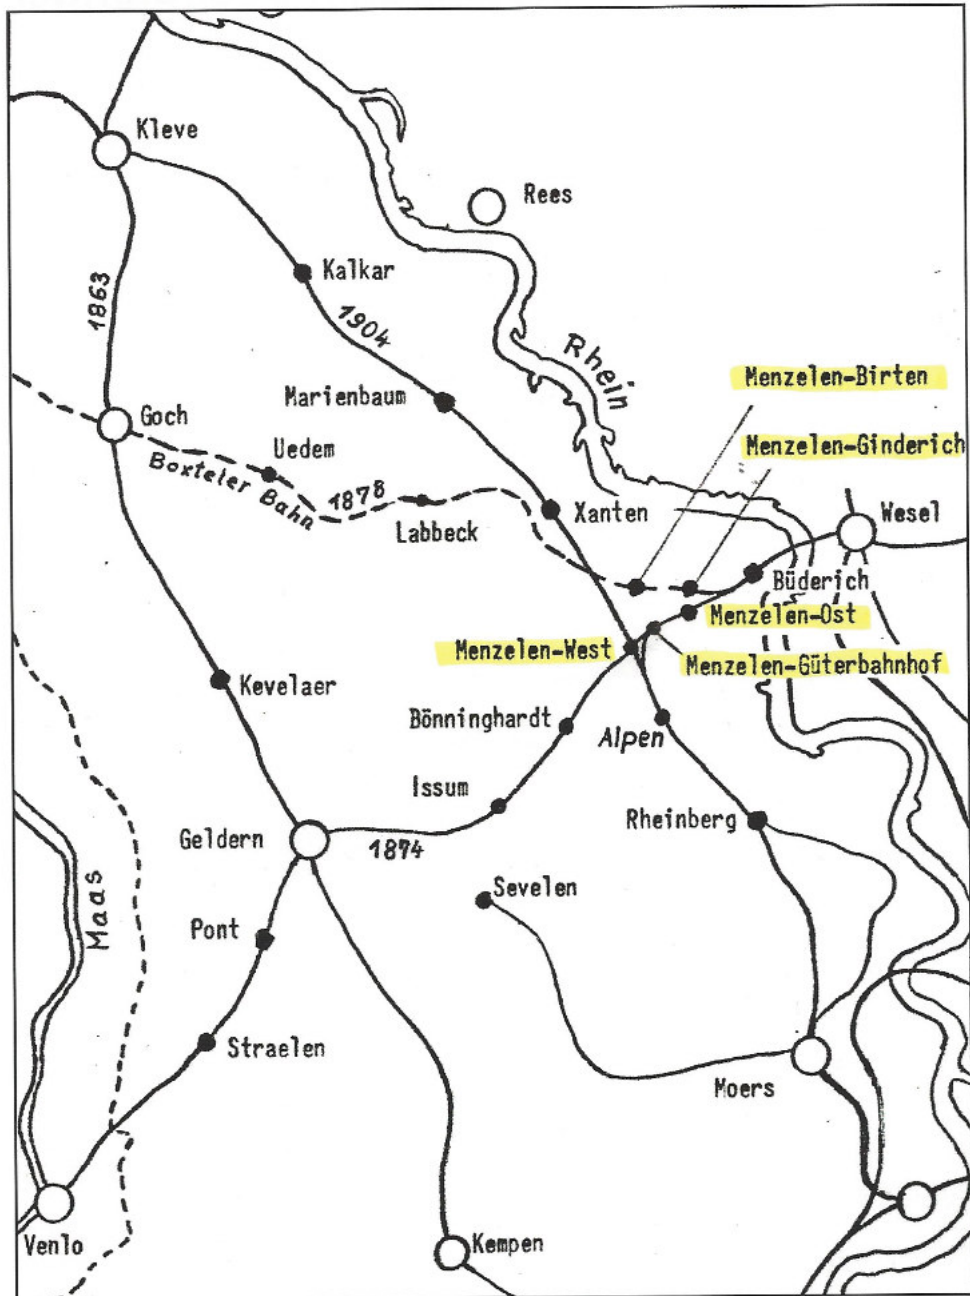 Kleve
Rees
Kalkar
1863
1904
Rhein
Menzelen-Birten
Marienbaum
Goch
Menzelen-Ginderich
Uedem
Boxteler Bahn
1878
Labbeck
Xanten
Wesel
Büderich
Menzelen-Ost
Menzelen-West
Menzelen-Güterbahnhof
Kevelaer
Bönninghardt
Alpen
Issum
Rheinberg
Geldern
1874
Maas
Sevelen
Pont
Straelen
Moers
Venlo
Kempen